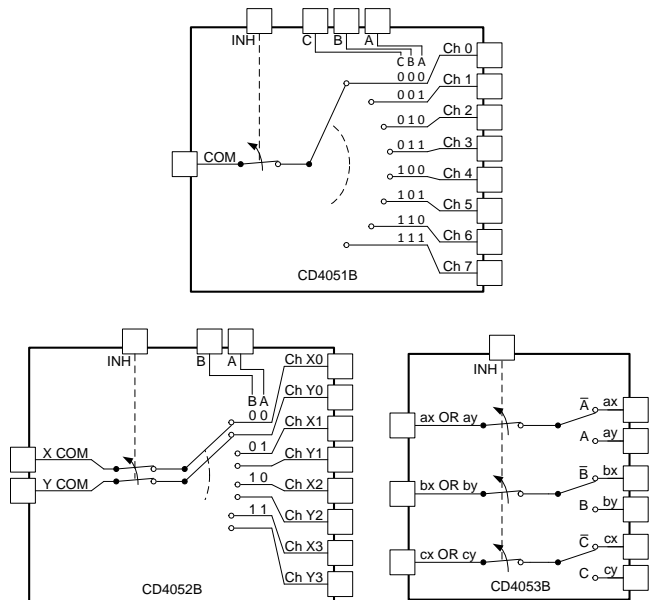 INH C B A
C B A
Ch 0
0 0 0
Ch 1
0 0 1
Ch 2
0 1 0
Ch 3
0 1 1
COM
Ch 4
1 0 0
Ch 5
1 0 1
Ch 6
1 1 0
Ch 7
1 1 1
CD4051B
INH B A
B A
Ch X0
0 0
Ch Y0
Ch X1
0 1
Ch Y1
X COM
Ch X2
1 0
Y COM
Ch Y2
1 1
Ch X3
Ch Y3
CD4052B
INH
ax OR ay
A̅ ax
A ay
bx OR by
B̅ bx
B by
cx OR cy
C̅ cx
C cy
CD4053B